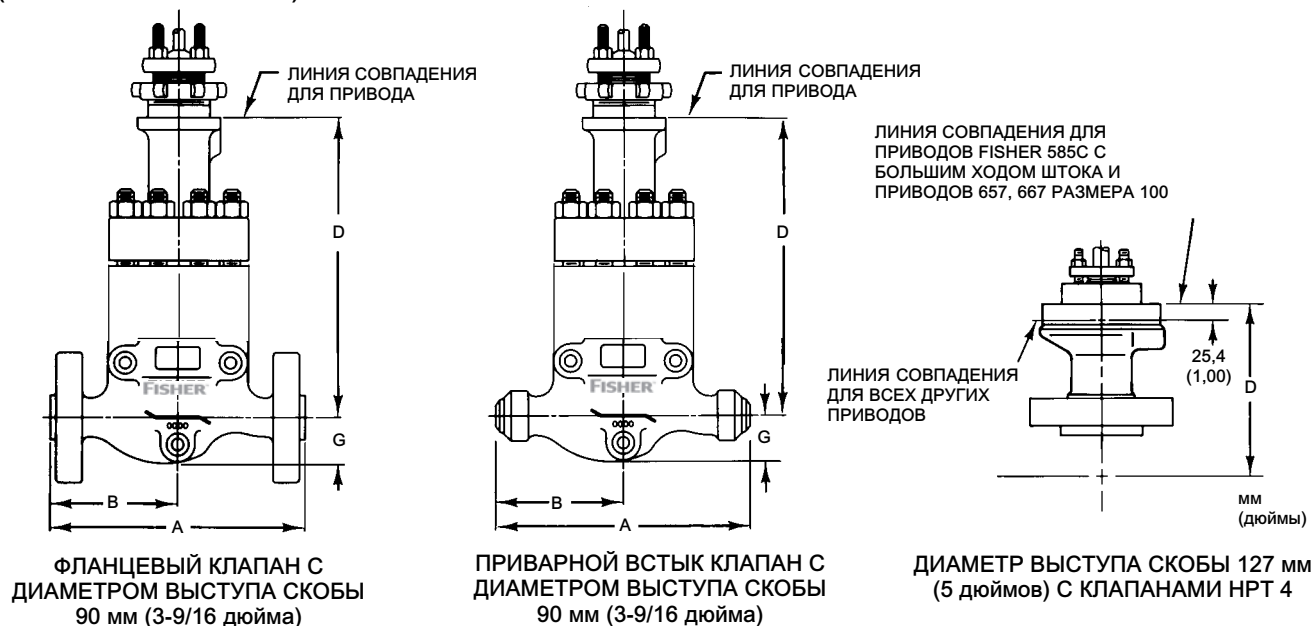 ЛИНИЯ СОВПАДЕНИЯ
ДЛЯ ПРИВОДА
D
FISHER
G
B
A
ФЛАНЦЕВЫЙ КЛАПАН С
ДИАМЕТРОМ ВЫСТУПА СКОБЫ
90 мм (3-9/16 дюйма)
ЛИНИЯ СОВПАДЕНИЯ
ДЛЯ ПРИВОДА
D
FISHER
G
B
A
ПРИВАРНОЙ ВСТЫК КЛАПАН С
ДИАМЕТРОМ ВЫСТУПА СКОБЫ
90 мм (3-9/16 дюйма)
ЛИНИЯ СОВПАДЕНИЯ ДЛЯ
ПРИВОДОВ FISHER 585C С
БОЛЬШИМ ХОДОМ ШТОКА И
ПРИВОДОВ 657, 667 РАЗМЕРА 100
25,4
(1,00)
D
ЛИНИЯ СОВПАДЕНИЯ
ДЛЯ ВСЕХ ДРУГИХ
ПРИВОДОВ
мм
(дюймы)
ДИАМЕТР ВЫСТУПА СКОБЫ 127 мм
(5 дюймов) С КЛАПАНАМИ HPT 4